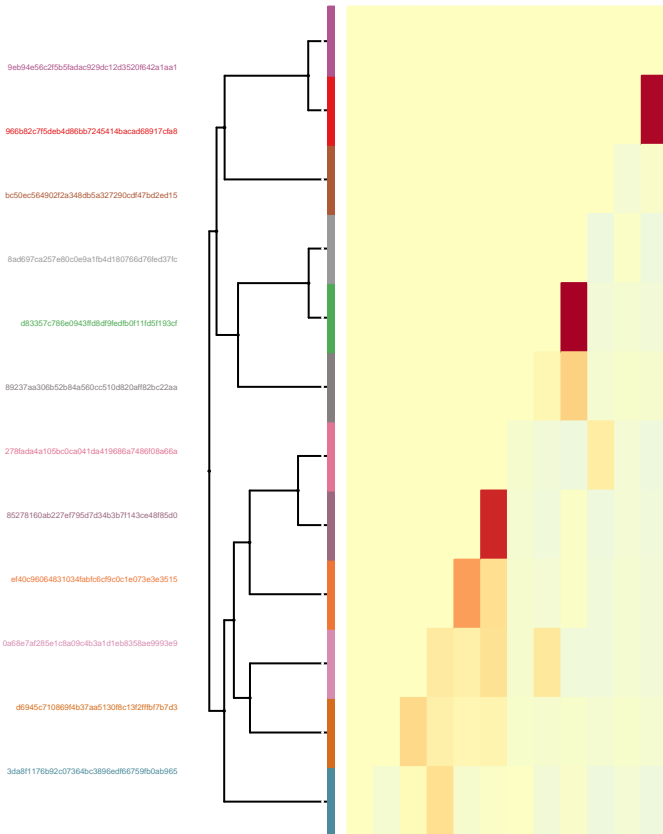 9eb94e56c2f5b5fadac929dc12d3520f642a1aa1
966b82c7f5deb4d86bb7245414bacad68917cfa8
bc50ec564902f2a348db5a327290cdf47bd2ed15
8ad697ca257e80c0e9a1fb4d180766d76fed37fc
d83357c786e0943ffd8df9fedfb0f11fd5f193cf
89237aa306b52b84a560cc510d820aff82bc22aa
278fada4a105bc0ca041da419686a7486f08a66a
85278160ab227ef795d7d34b3b7f143ce48f85d0
ef40c96064831034fabfc6cf9c0c1e073e3e3515
0a68e7af285e1c8a09c4b3a1d1eb8358ae9993e9
d6945c710869f4b37aa5130f8c13f2fffbf7b7d3
3da8f1176b92c07364bc3896edf66759fb0ab965